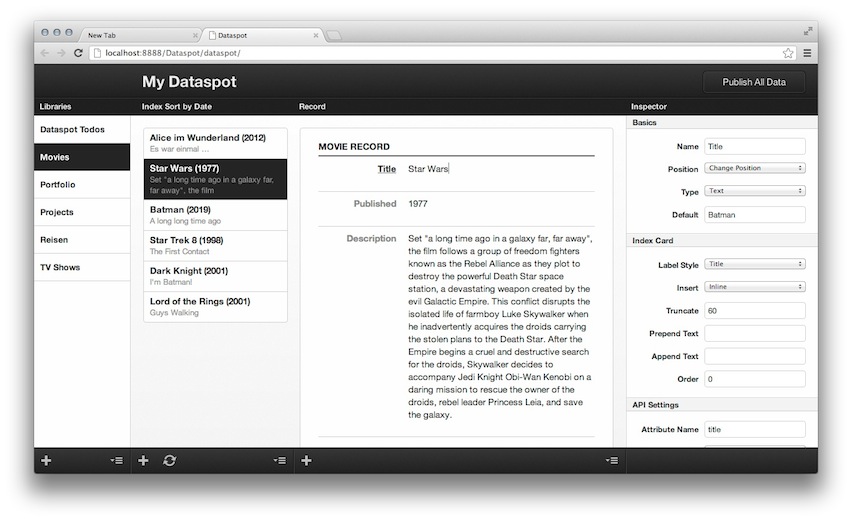 New Tab
Dataspot
localhost:8888/Dataspot/dataspot/
My Dataspot
Publish All Data
Libraries
Index Sort by Date
Record
Inspector
Dataspot Todos
Movies
Portfolio
Projects
Reisen
TV Shows
Alice im Wunderland (2012)
Es war einmal ...
Star Wars (1977)
Set "a long time ago in a galaxy far,
far away", the film
Batman (2019)
A long long time ago
Star Trek 8 (1998)
The First Contact
Dark Knight (2001)
I'm Batman!
Lord of the Rings (2001)
Guys Walking
MOVIE RECORD
Title Star Wars
Published 1977
Description Set "a long time ago in a galaxy far, far away",
the film follows a group of freedom fighters
known as the Rebel Alliance as they plot to
destroy the powerful Death Star space
station, a devastating weapon created by the
evil Galactic Empire. This conflict disrupts the
isolated life of farmboy Luke Skywalker when
he inadvertently acquires the droids carrying
the stolen plans to the Death Star. After the
Empire begins a cruel and destructive search
for the droids, Skywalker decides to
accompany Jedi Knight Obi-Wan Kenobi on a
daring mission to rescue the owner of the
droids, rebel leader Princess Leia, and save
the galaxy.
Basics
Name Title
Position Change Position
Type Text
Default Batman
Index Card
Label Style Title
Insert Inline
Truncate 60
Prepend Text
Append Text
Order 0
API Settings
Attribute Name title